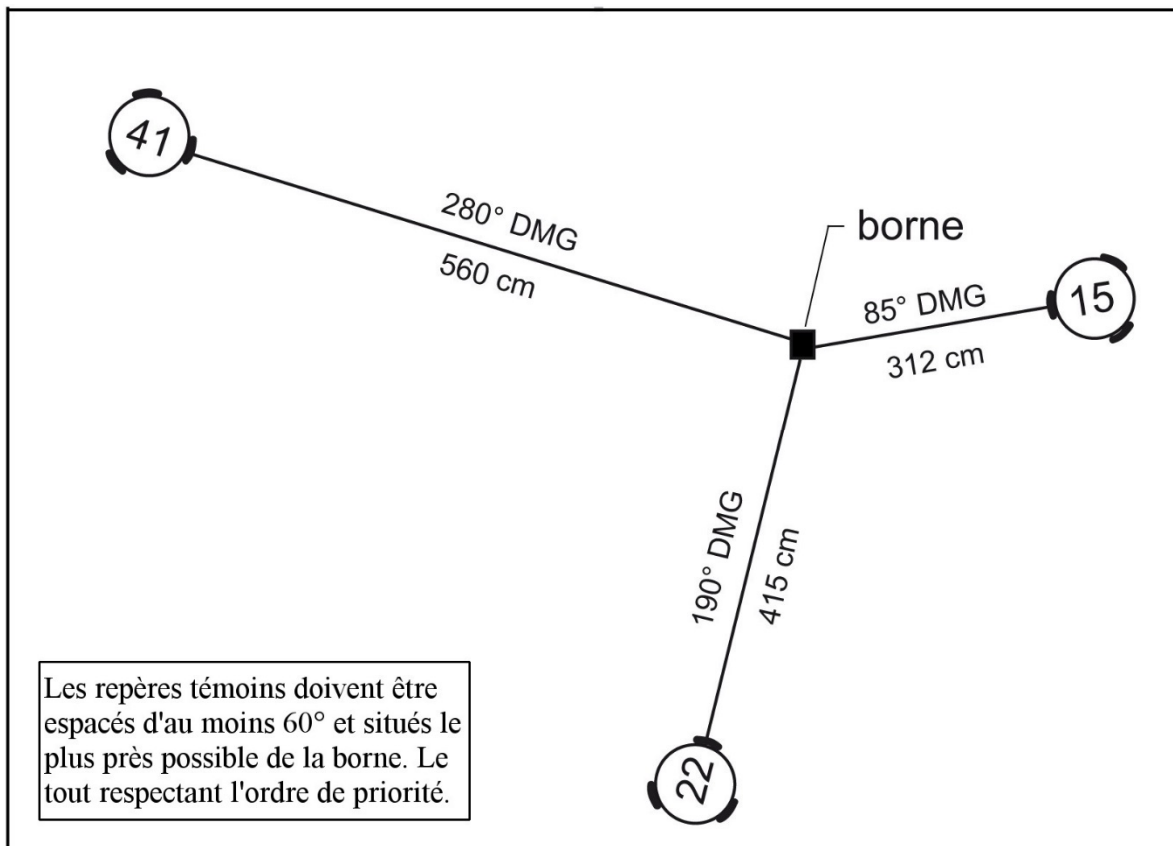 41
280° DMG
560 cm
borne
85° DMG
312 cm
15
190° DMG
415 cm
22
Les repères témoins doivent être
espacés d'au moins 60° et situés le
plus près possible de la borne. Le
tout respectant l'ordre de priorité.